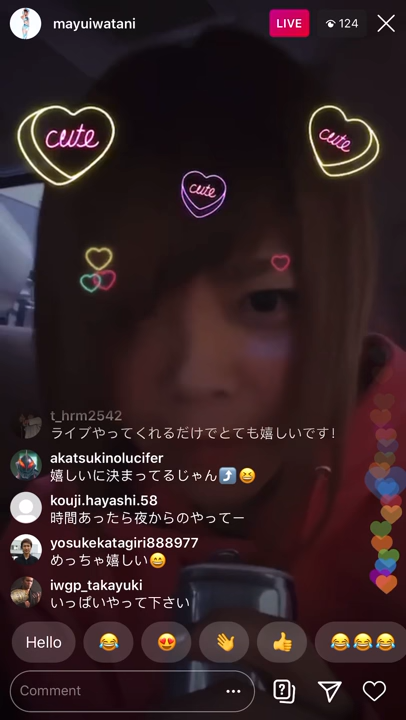 mayuiwatani
LIVE
124
cute
cute
cute
t_hrm2542
ライブやってくれるだけでとても嬉しいです！
akatsukinolucifer
嬉しいに決まってるじゃん⤴️😆
kouji.hayashi.58
時間あったら夜からのやってー
yosukekatagiri888977
めっちゃ嬉しい😄
iwgp_takayuki
いっぱいやって下さい
Hello
😂
😍
👋
👍
😂😂😂
Comment